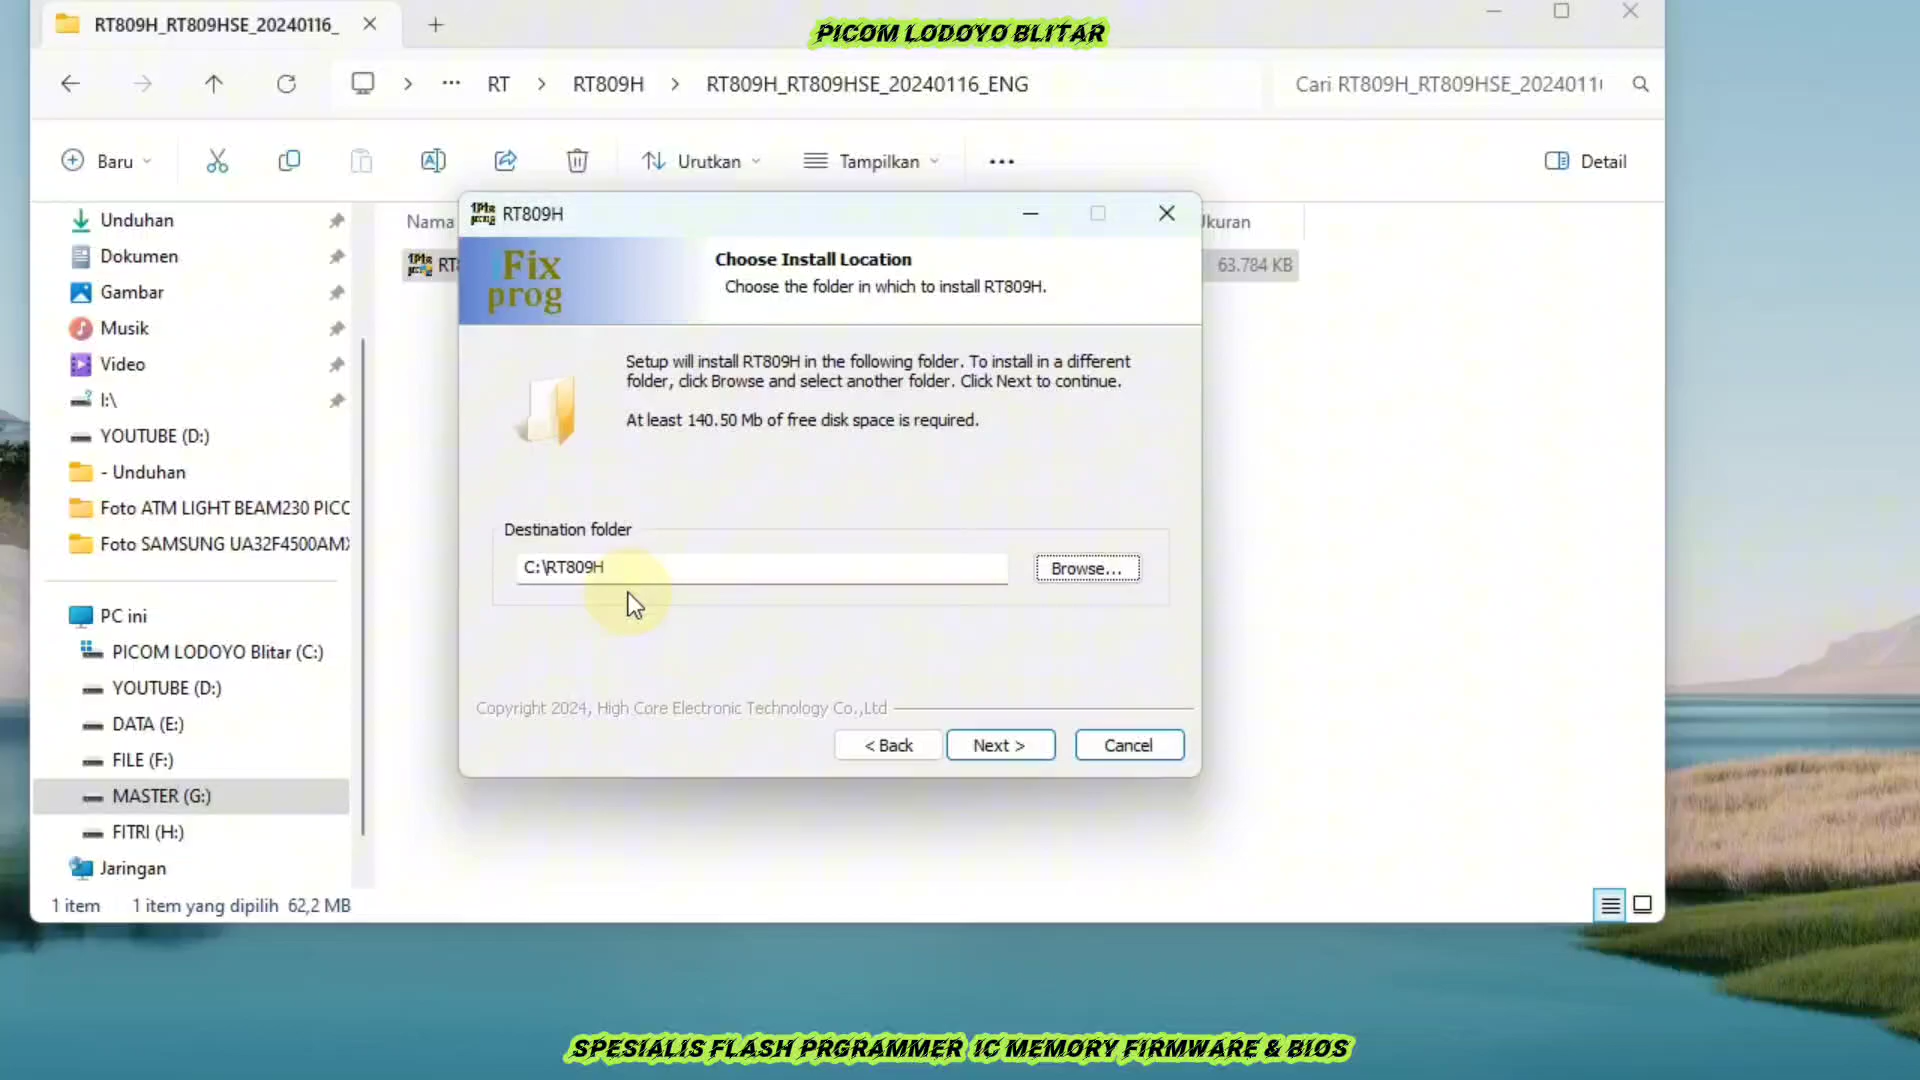 RT809H_RT809HSE_20240116_
PICOM LODOYO BLITAR
RT
RT809H
RT809H_RT809HSE_20240116_ENG
Cari RT809H_RT809HSE_2024011
Baru
Urutkan
Tampilkan
Detail
Unduhan
Dokumen
Gambar
Musik
Video
I:\
YOUTUBE (D:)
- Unduhan
Foto ATM LIGHT BEAM230 PICC
Foto SAMSUNG UA32F4500AM
PC ini
PICOM LODOYO Blitar (C:)
YOUTUBE (D:)
DATA (E:)
FILE (F:)
MASTER (G:)
FITRI (H:)
Jaringan
1 item
1 item yang dipilih 62,2 MB
Nama
Ukuran
63.784 KB
RT809H
Fix
prog
Choose Install Location
Choose the folder in which to install RT809H.
Setup will install RT809H in the following folder. To install in a different
folder, click Browse and select another folder. Click Next to continue.
At least 140.50 Mb of free disk space is required.
Destination folder
C:\RT809H
Browse...
Copyright 2024, High Core Electronic Technology Co.,Ltd
< Back
Next >
Cancel
SPESIALIS FLASH PRGRAMMER IC MEMORY FIRMWARE & BIOS